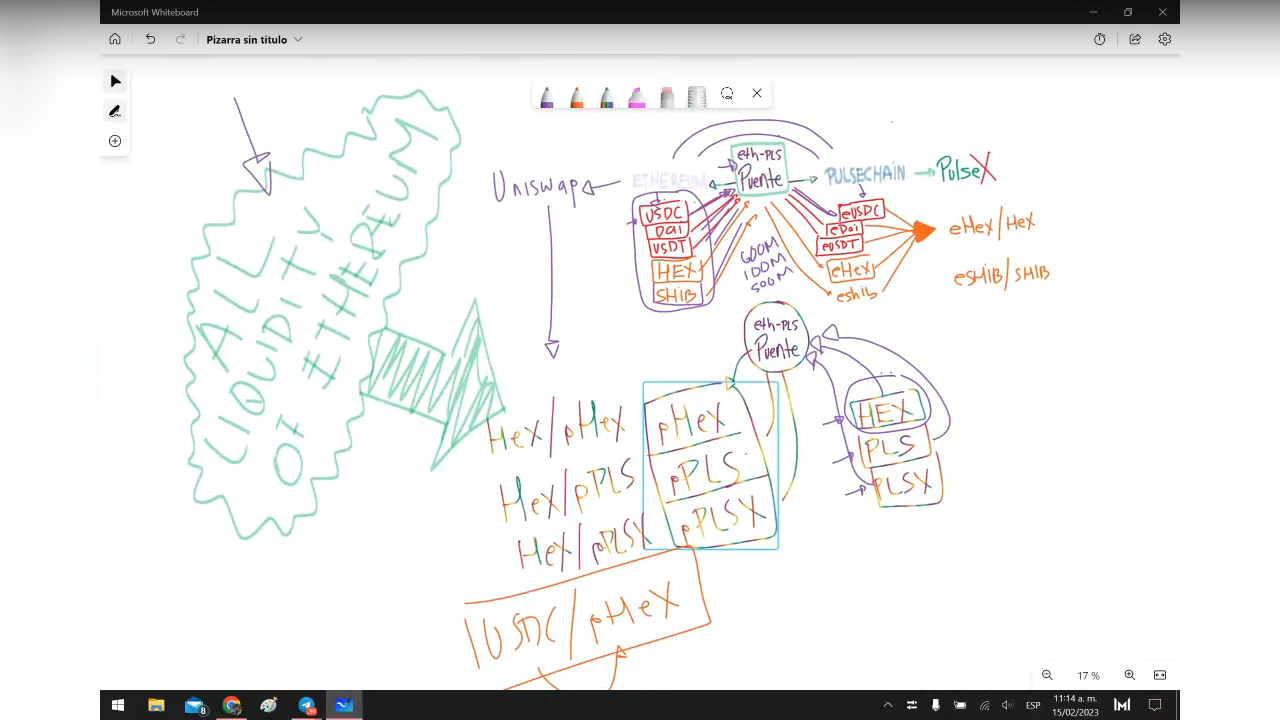 Microsoft Whiteboard
Pizarra sin título
ALL
LIQUIDITY
OF ETHEREUM
Uniswap
ETHEREUM
eth-PLS
Puente
PULSECHAIN
PulseX
USDC
Dai
USDT
HEX
SHIB
600M
100M
500M
eUSDC
eDai
eUSDT
eHex
eshib
eHex/Hex
eSHIB/SHIB
eth-PLS
Puente
Hex/pHex
Hex/pPLS
Hex/pPLSX
pHex
pPLS
pPLSX
HEX
PLS
PLSX
USDC/pHex
17 %
8
ESP
11:14 a. m.
15/02/2023